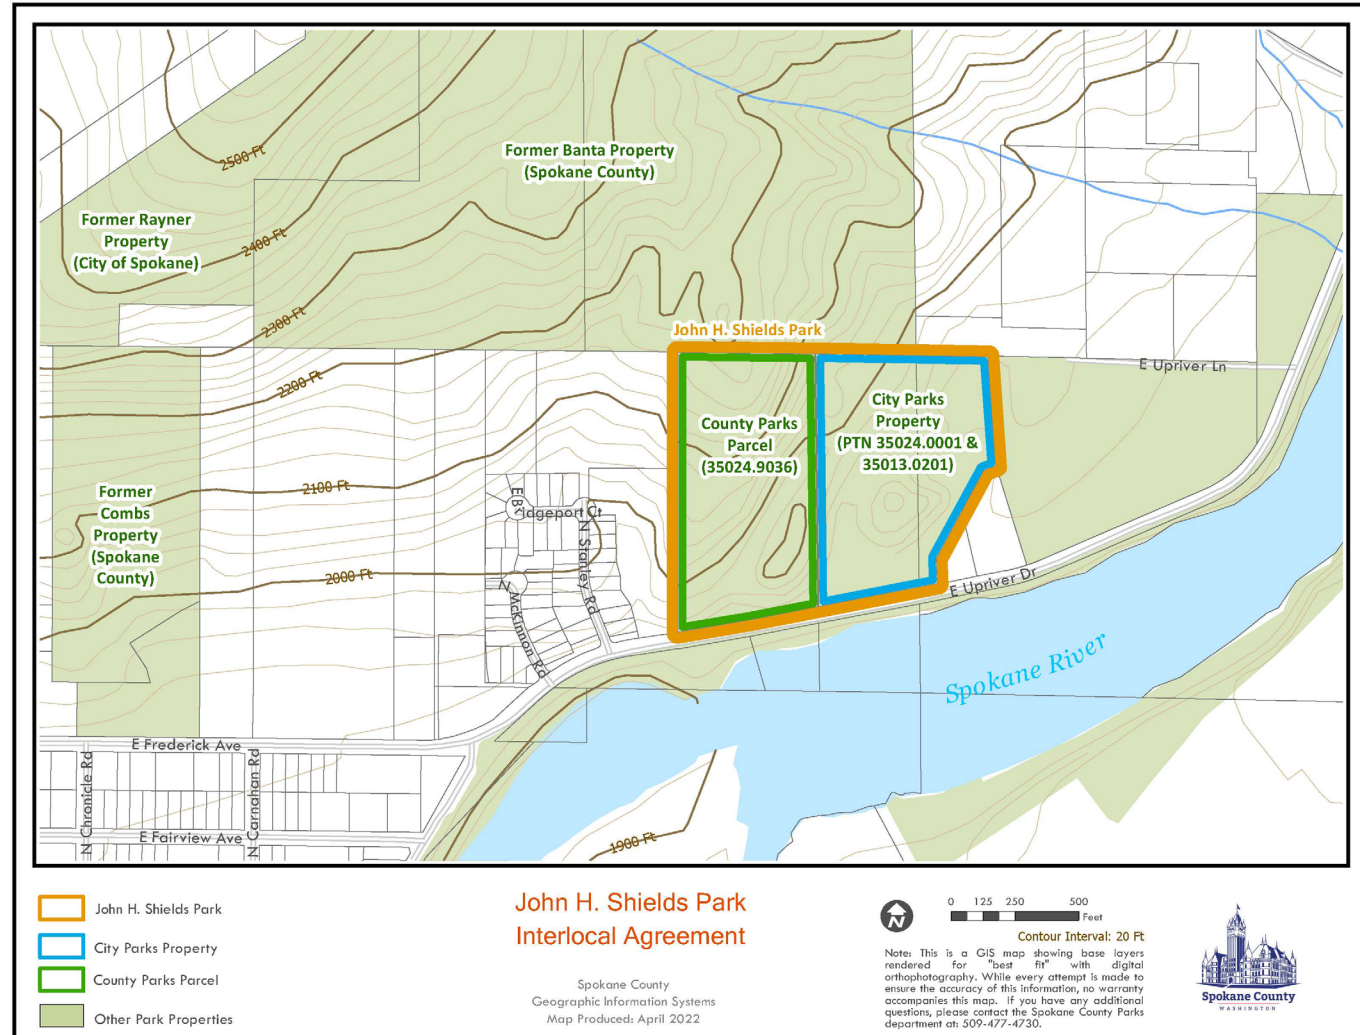 2500 Ft
Former Banta Property
(Spokane County)
Former Rayner
Property
(City of Spokane)
2400 Ft
2300 Ft
John H. Shields Park
E Upriver Ln
2200 Ft
County Parks
Parcel
(35024.9036)
City Parks
Property
(PTN 35024.0001 &
35013.0201)
2100 Ft
Former
Combs
Property
(Spokane
County)
E Bridgeport Ct
N Stanley Rd
2000 Ft
N McKinnon Rd
E Upriver Dr
Spokane River
E Frederick Ave
N Chronicle Rd
N Carnahan Rd
E Fairview Ave
1900 Ft
John H. Shields Park
City Parks Property
County Parks Parcel
Other Park Properties
John H. Shields Park
Interlocal Agreement
Spokane County
Geographic Information Systems
Map Produced: April 2022
N
0 125 250 500
Feet
Contour Interval: 20 Ft
Note: This is a GIS map showing base layers
rendered for "best fit" with digital
orthophotography. While every attempt is made to
ensure the accuracy of this information, no warranty
accompanies this map. If you have any additional
questions, please contact the Spokane County Parks
department at: 509-477-4730.
Spokane County
WASHINGTON